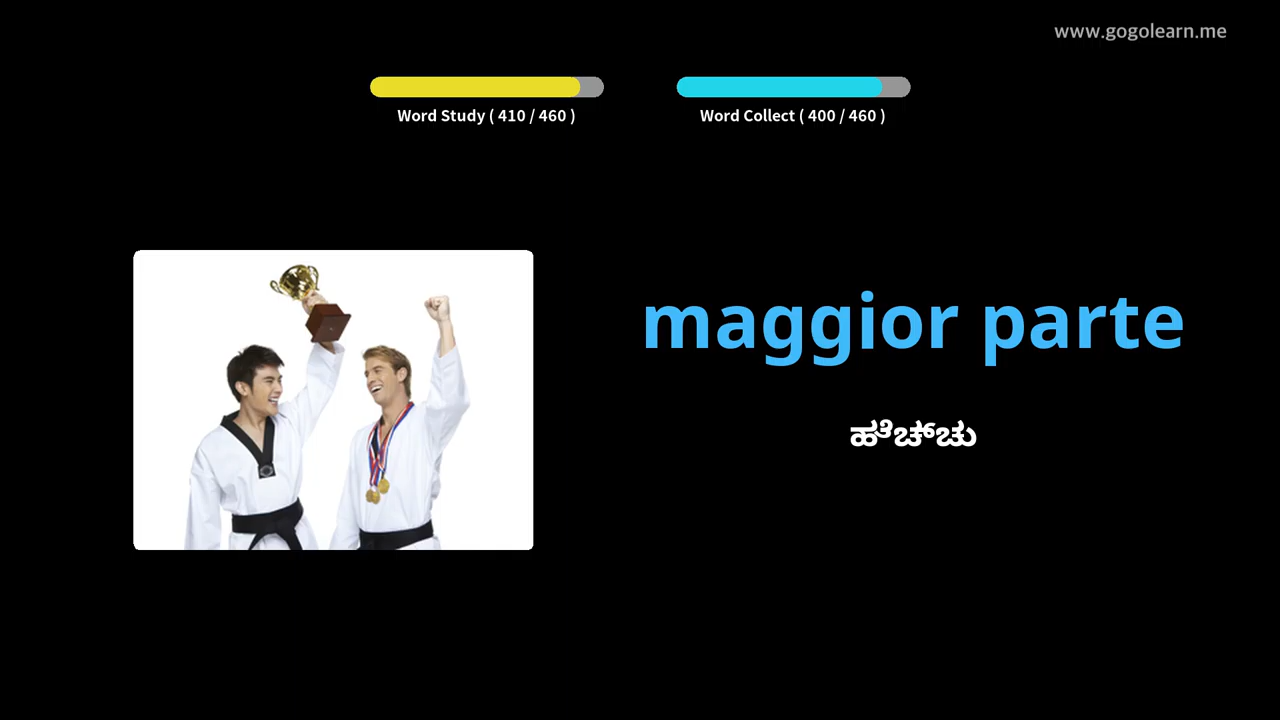 www.gogolearn.me
Word Study ( 410 / 460 )
Word Collect ( 400 / 460 )
maggior parte
ಹೆಚ್ಚು